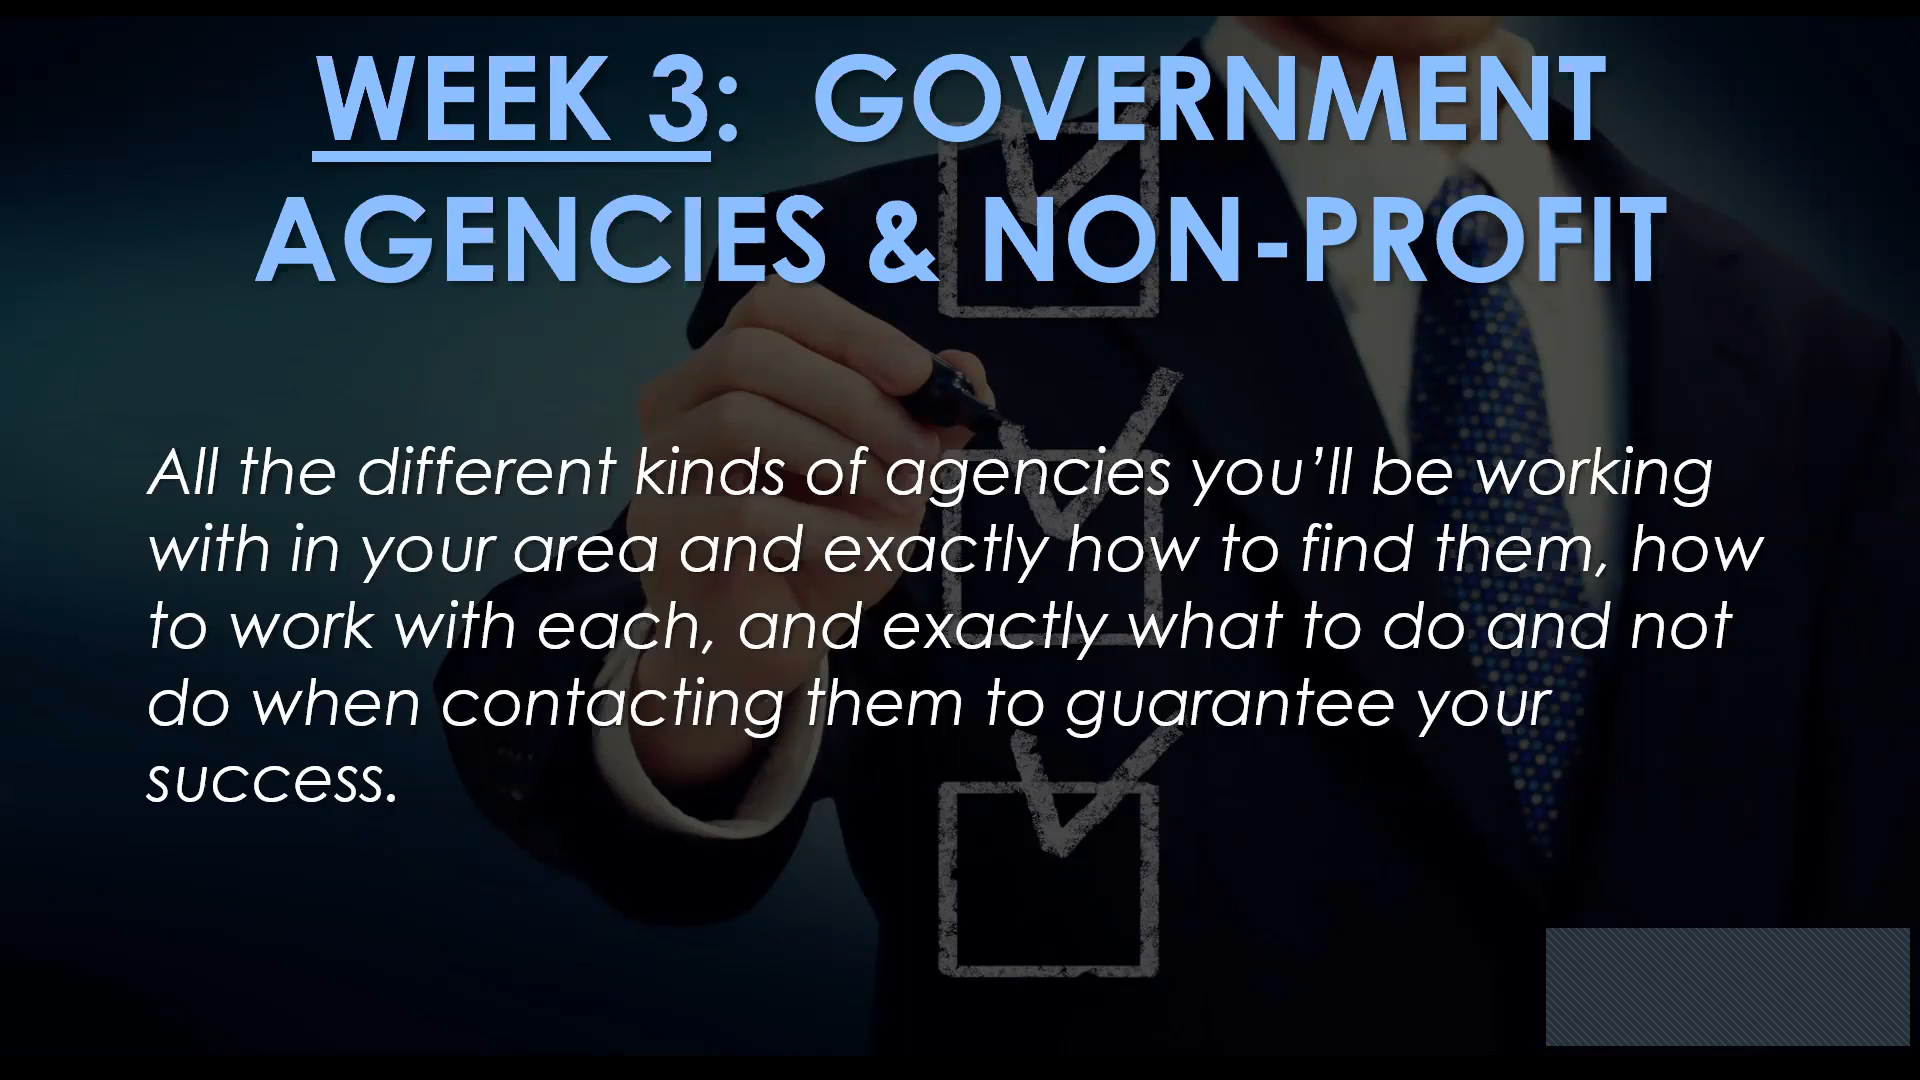 WEEK 3:  GOVERNMENT
AGENCIES & NON-PROFIT
All the different kinds of agencies you’ll be working
with in your area and exactly how to find them, how
to work with each, and exactly what to do and not
do when contacting them to guarantee your
success.